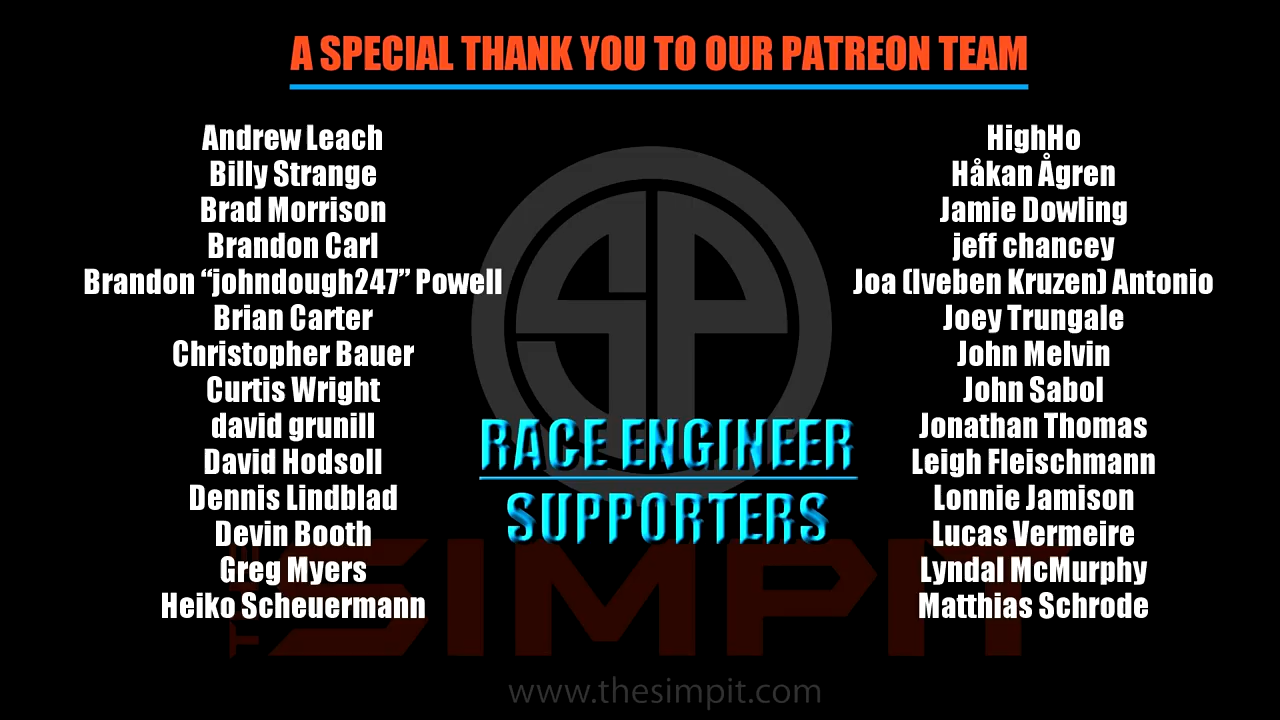 A SPECIAL THANK YOU TO OUR PATREON TEAM
Andrew Leach
Billy Strange
Brad Morrison
Brandon Carl
Brandon “johndough247” Powell
Brian Carter
Christopher Bauer
Curtis Wright
david grunill
David Hodsoll
Dennis Lindblad
Devin Booth
Greg Myers
Heiko Scheuermann
SP
RACE ENGINEER
SUPPORTERS
HighHo
Håkan Ågren
Jamie Dowling
jeff chancey
Joa (Iveben Kruzen) Antonio
Joey Trungale
John Melvin
John Sabol
Jonathan Thomas
Leigh Fleischmann
Lonnie Jamison
Lucas Vermeire
Lyndal McMurphy
Matthias Schrode
THE SIMPIT
www.thesimpit.com